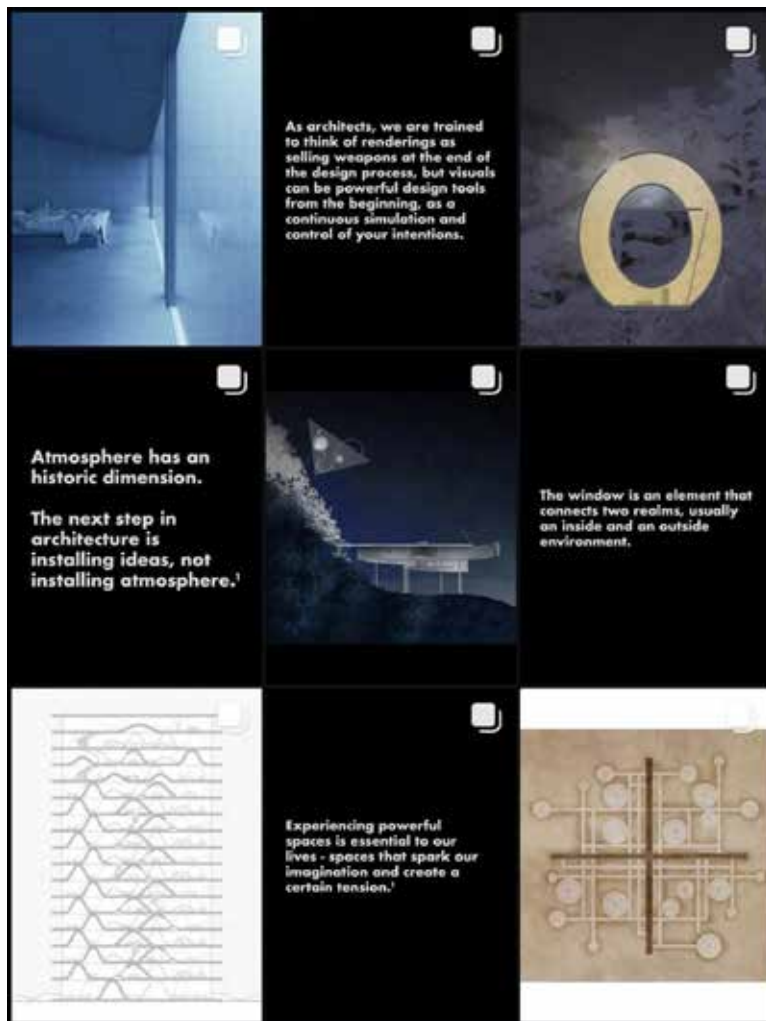 As architects, we are trained
to think of renderings as
selling weapons at the end of
the design process, but visuals
can be powerful design tools
from the beginning, as a
continuous simulation and
control of your intentions.
Atmosphere has an
historic dimension.
The next step in
architecture is
installing ideas, not
installing atmosphere.¹
The window is an element that
connects two realms, usually
an inside and an outside
environment.
Experiencing powerful
spaces is essential to our
lives - spaces that spark our
imagination and create a
certain tension.¹